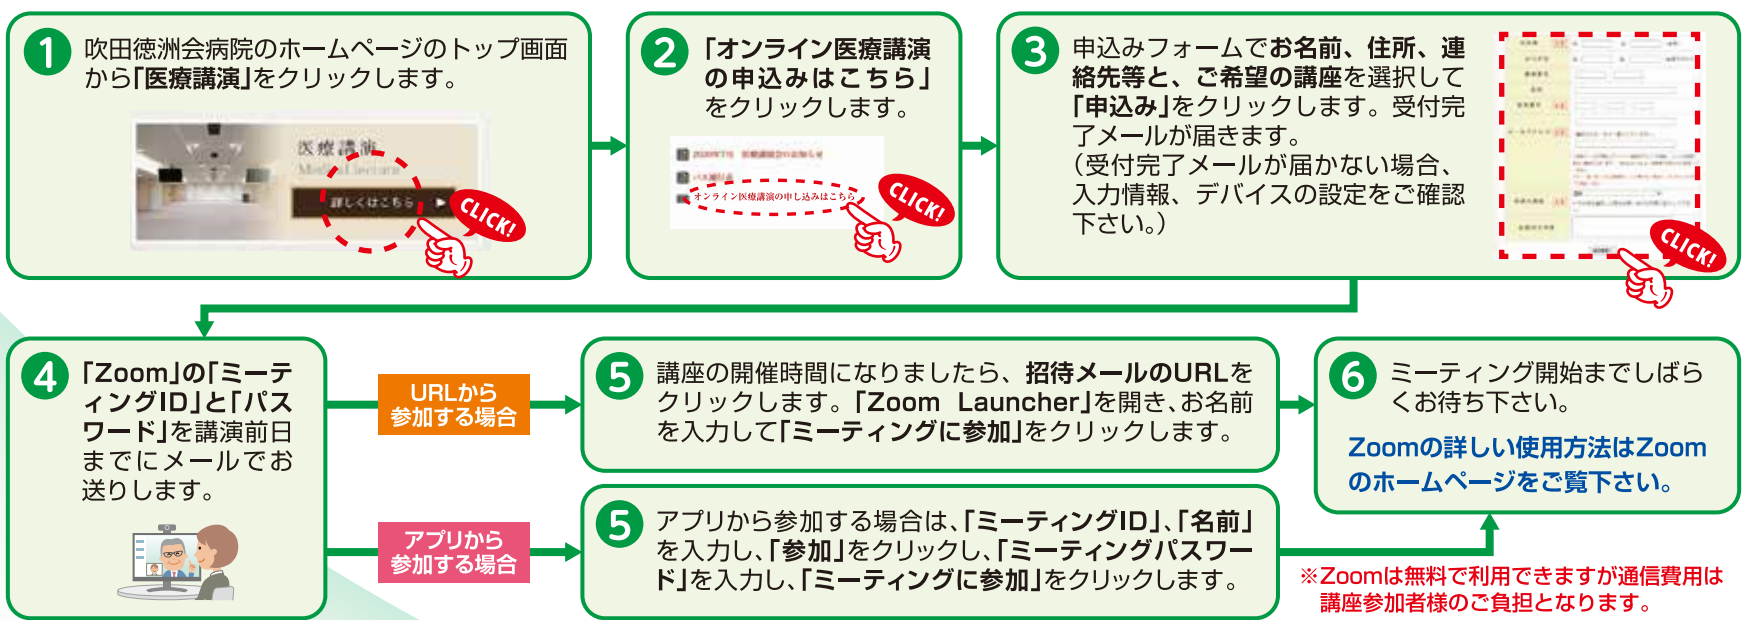 1
吹田徳洲会病院のホームページのトップ画面
から「医療講演」をクリックします。
医療講演
Medical lecture
詳しくはこちら ▶
CLICK!
2
「オンライン医療講演
の申込みはこちら」
をクリックします。
オンライン医療講演の申し込みはこちら
CLICK!
3
申込みフォームでお名前、住所、連
絡先等と、ご希望の講座を選択して
「申込み」をクリックします。受付完
了メールが届きます。
（受付完了メールが届かない場合、
入力情報、デバイスの設定をご確認
下さい。）
CLICK!
4
「Zoom」の「ミーテ
ィングID」と「パス
ワード」を講演前日
までにメールでお
送りします。
URLから
参加する場合
5
講座の開催時間になりましたら、招待メールのURLを
クリックします。「Zoom Launcher」を開き、お名前
を入力して「ミーティングに参加」をクリックします。
アプリから
参加する場合
5
アプリから参加する場合は、「ミーティングID」、「名前」
を入力し、「参加」をクリックし、「ミーティングパスワー
ド」を入力し、「ミーティングに参加」をクリックします。
6
ミーティング開始までしばら
くお待ち下さい。
Zoomの詳しい使用方法はZoom
のホームページをご覧下さい。
※Zoomは無料で利用できますが通信費用は
講座参加者様のご負担となります。